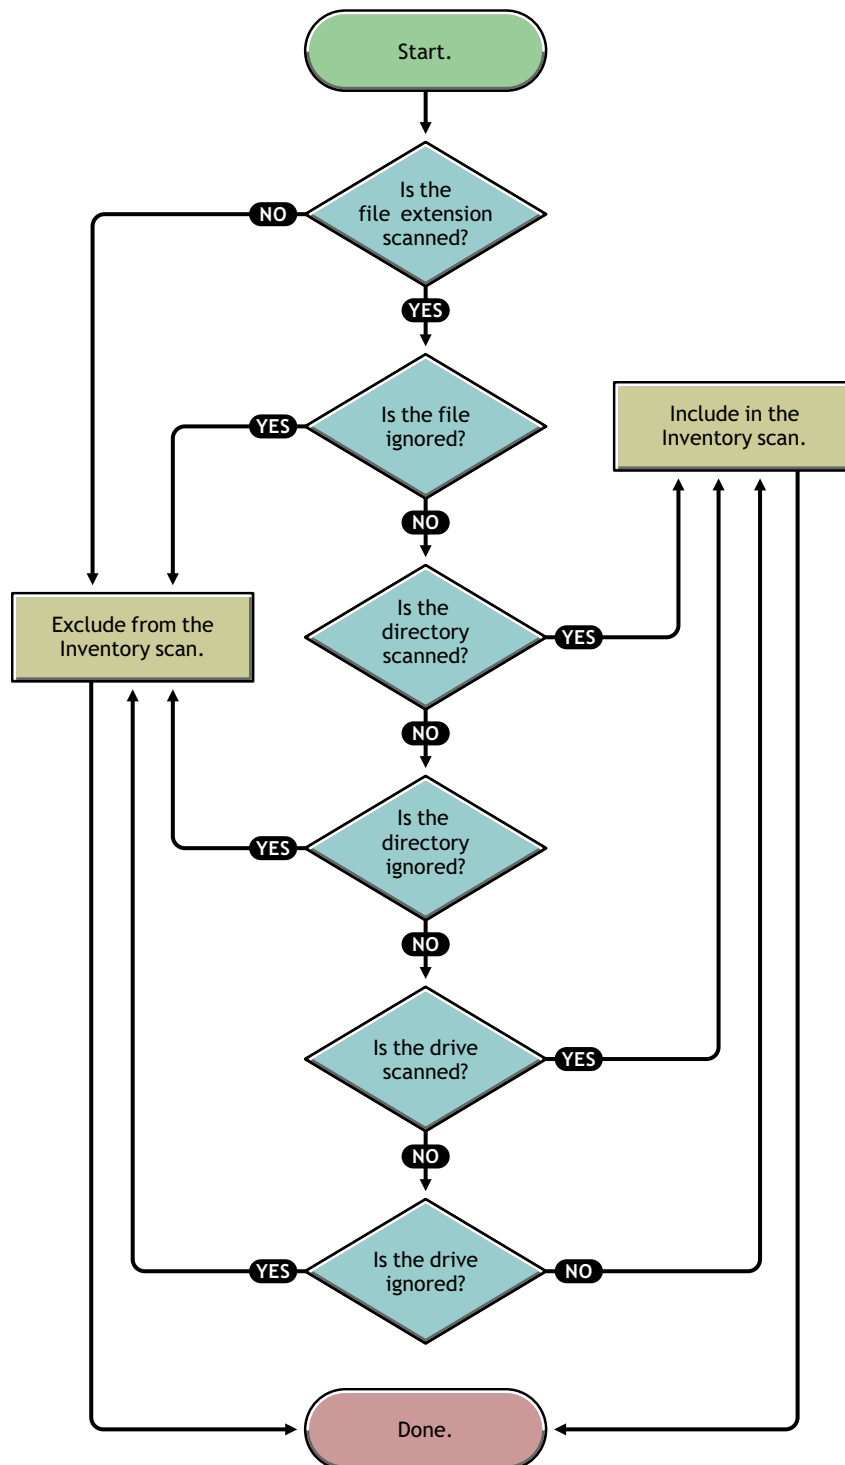 Start.
Is the
file extension
scanned?
NO
YES
Is the file
ignored?
YES
NO
Include in the
Inventory scan.
Exclude from the
Inventory scan.
Is the
directory
scanned?
YES
NO
Is the
directory
ignored?
YES
NO
Is the drive
scanned?
YES
NO
Is the drive
ignored?
YES
NO
Done.